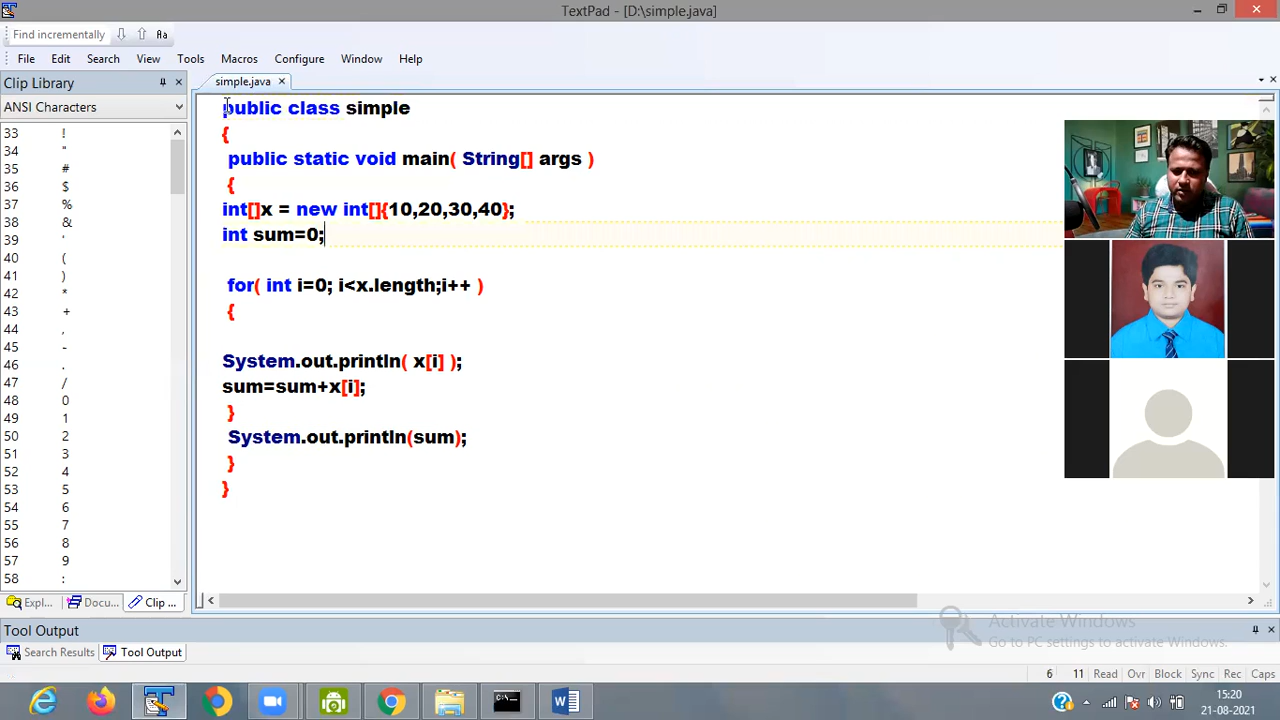 TextPad - [D:\simple.java]
Find incrementally
File Edit Search View Tools Macros Configure Window Help
Clip Library
simple.java
ANSI Characters
33 !
34 "
35 #
36 $
37 %
38 &
39 '
40 (
41 )
42 *
43 +
44 ,
45 -
46 .
47 /
48 0
49 1
50 2
51 3
52 4
53 5
54 6
55 7
56 8
57 9
58 :
public class simple
{
public static void main( String[] args )
{
int[]x = new int[]{10,20,30,40};
int sum=0;
for( int i=0; i<x.length;i++ )
{
System.out.println( x[i] );
sum=sum+x[i];
}
System.out.println(sum);
}
}
Expl... Docu... Clip ...
Activate Windows
Go to PC settings to activate Windows.
Tool Output
Search Results Tool Output
6 11 Read Ovr Block Sync Rec Caps
15:20
21-08-2021